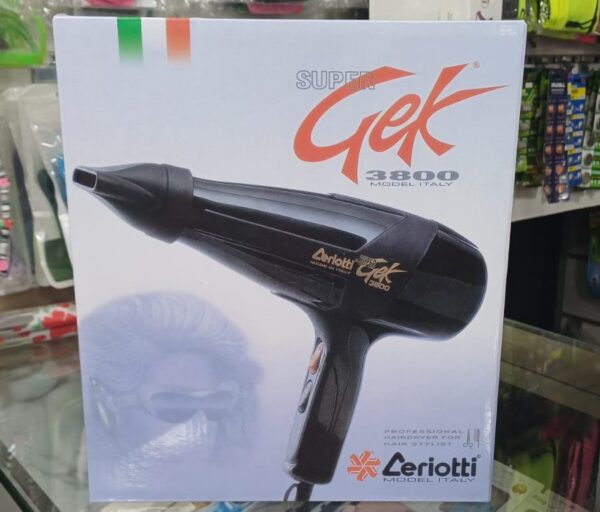 SUPER
Gek®
3800
MODEL ITALY
Ceriotti
MADE IN ITALY
SUPER
Gek
3800
PROFESSIONAL
HAIRDRYER FOR
HAIR STYLIST
Ceriotti®
MODEL ITALY